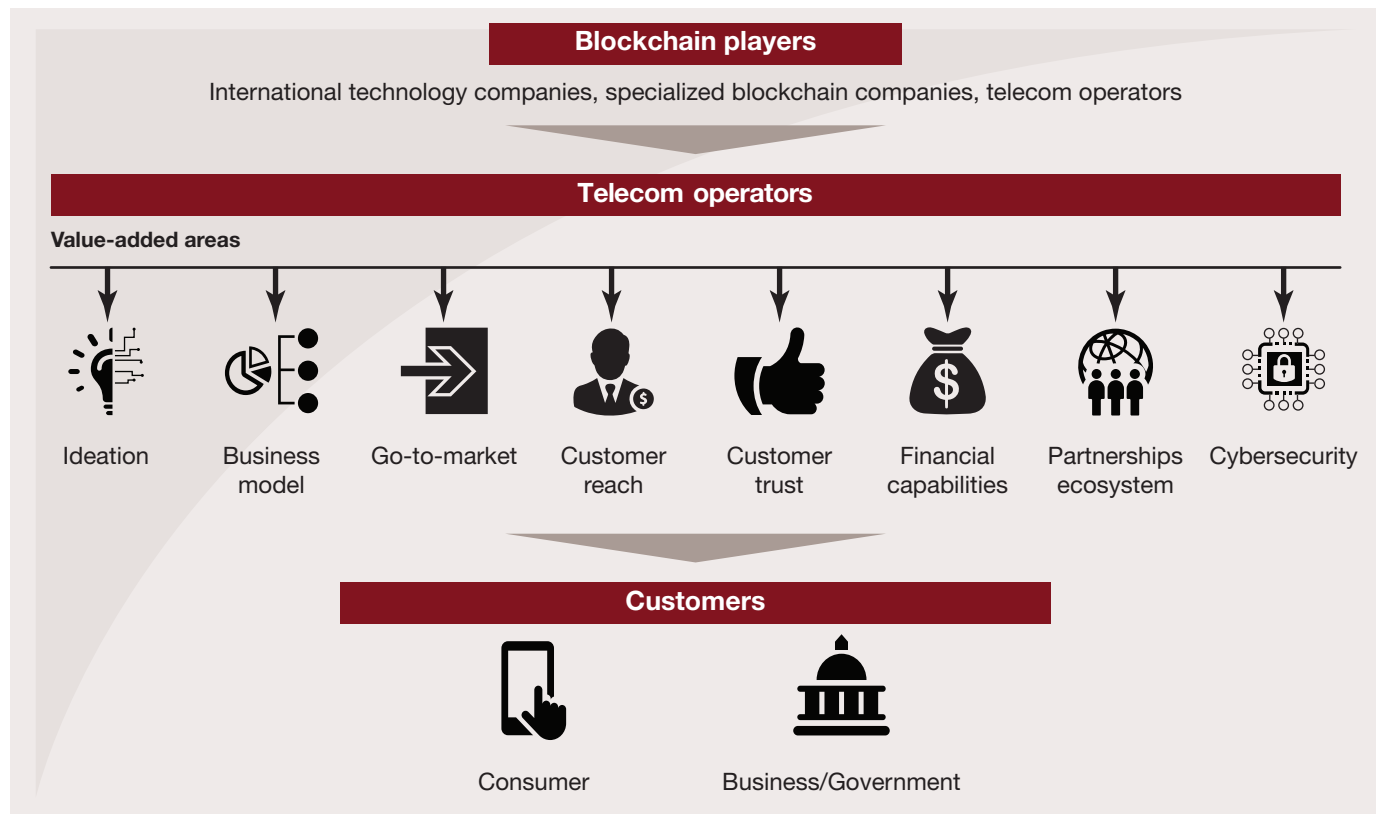 Blockchain players
International technology companies, specialized blockchain companies, telecom operators
Telecom operators
Value-added areas
Ideation
Business
model
Go-to-market
Customer
reach
Customer
trust
$
Financial
capabilities
$
Partnerships
ecosystem
Cybersecurity
Customers
Consumer
Business/Government